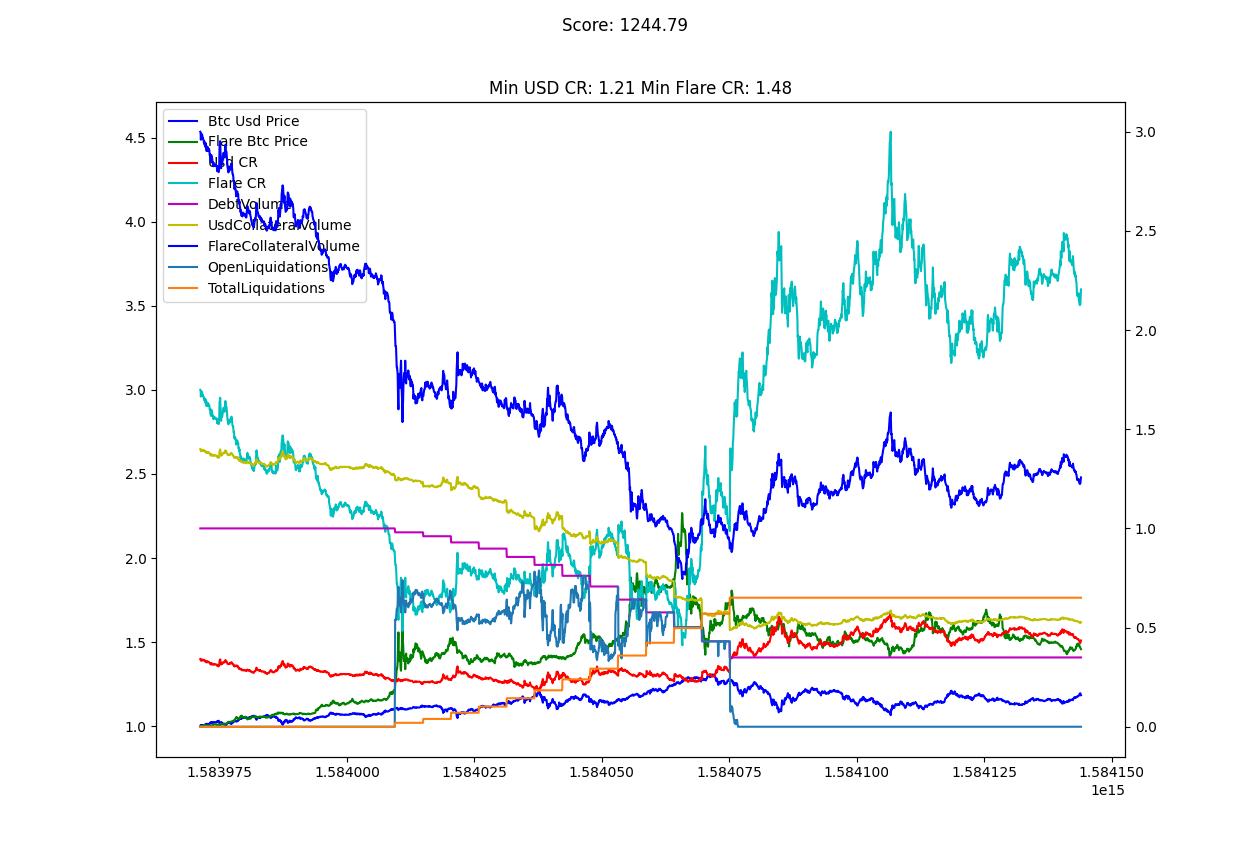 Score: 1244.79
Min USD CR: 1.21 Min Flare CR: 1.48
Btc Usd Price
Flare Btc Price
Usd CR
Flare CR
DebtVolume
UsdCollateralVolume
FlareCollateralVolume
OpenLiquidations
TotalLiquidations
4.5
4.0
3.5
3.0
2.5
2.0
1.5
1.0
3.0
2.5
2.0
1.5
1.0
0.5
0.0
1.583975 1.584000 1.584025 1.584050 1.584075 1.584100 1.584125 1.584150
1e15